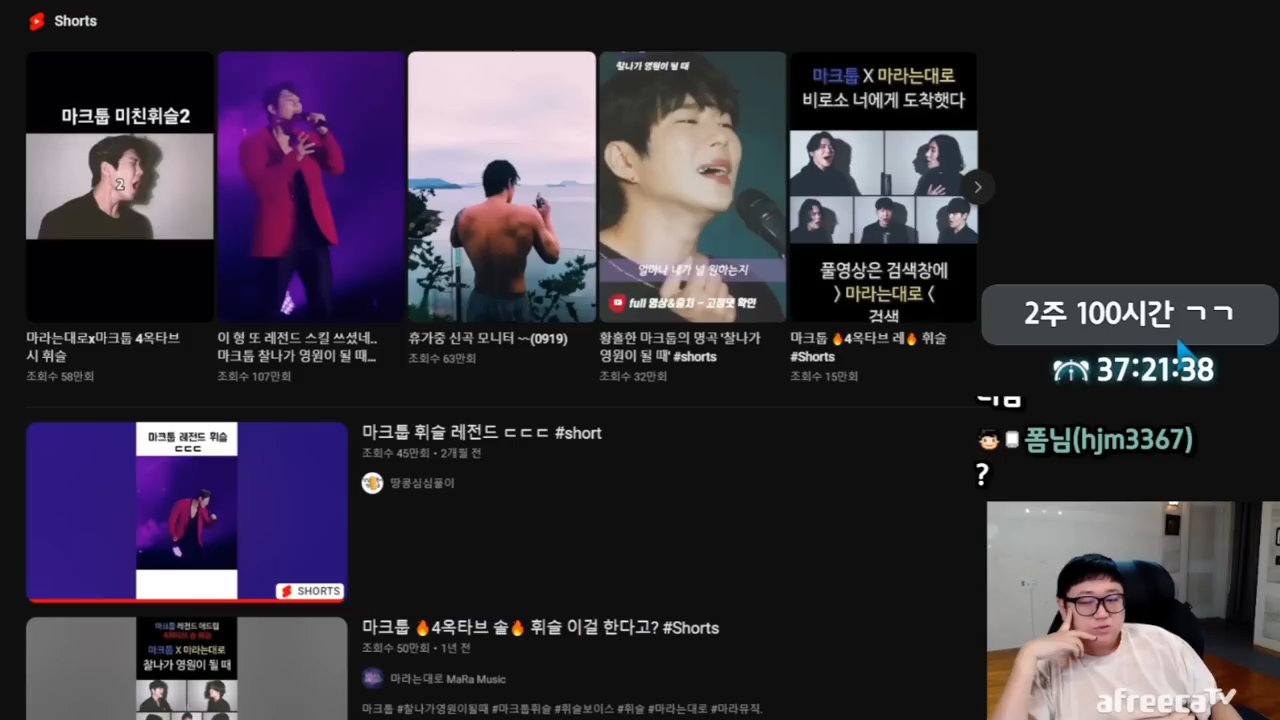 Shorts
마크툽 미친휘슬2
2
찰나가 영원이 될 때
얼마나 내가 널 원하는지
full 영상&출처 - 고정댓 확인
마크툽 X 마라는대로
비로소 너에게 도착했다
풀영상은 검색창에
> 마라는대로 <
검색
마라는대로x마크툽 4옥타브
시 휘슬
조회수 58만회
이 형 또 레전드 스킬 쓰셨네..
마크툽 찰나가 영원이 될 때...
조회수 107만회
휴가중 신곡 모니터 ~~(0919)
조회수 63만회
황홀한 마크툽의 명곡 '찰나가
영원이 될 때' #shorts
조회수 32만회
마크툽 🔥4옥타브 레🔥 휘슬
#Shorts
조회수 15만회
2주 100시간 ㄱㄱ
37:21:38
폼님(hjm3367)
?
마크툽 레전드 휘슬
ㄷㄷㄷ
SHORTS
마크툽 휘슬 레전드 ㄷㄷㄷ #short
조회수 45만회 • 2개월 전
땅콩심심풀이
마크툽 레전드 애드립
마크툽 X 마라는대로
찰나가 영원이 될 때
마크툽 🔥4옥타브 솔🔥 휘슬 이걸 한다고? #Shorts
조회수 50만회 • 1년 전
마라는대로 MaRa Music
마크툽 #찰나가영원이될때 #마크툽휘슬 #휘슬보이스 #휘슬 #마라는대로 #마라뮤직.
afreecaTV